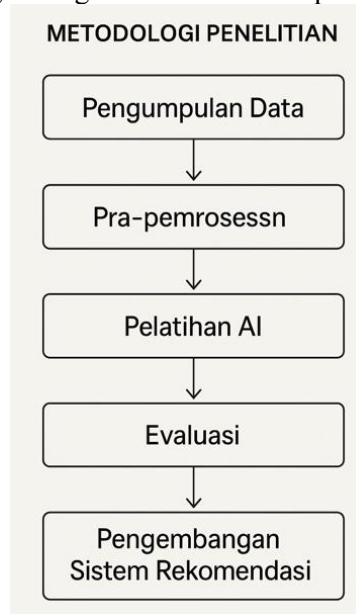 METODOLOGI PENELITIAN
Pengumpulan Data
Pra-pemrosessn
Pelatihan AI
Evaluasi
Pengembangan
Sistem Rekomendasi